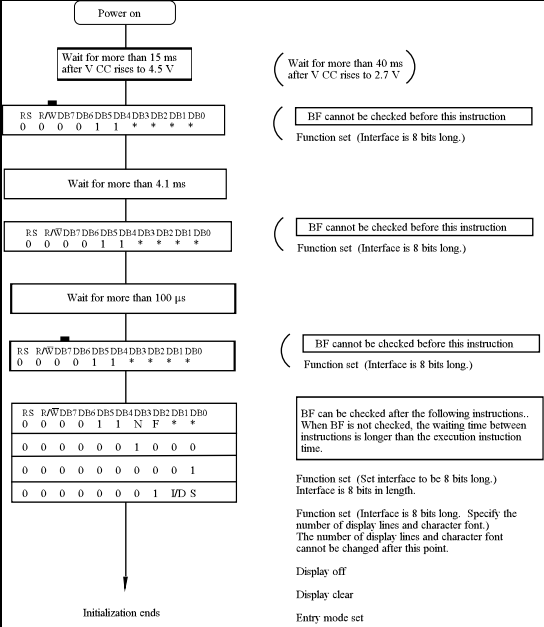 Power on
Wait for more than 15 ms
after V CC rises to 4.5 V
Wait for more than 40 ms
after V CC rises to 2.7 V
RS R/W DB7 DB6 DB5 DB4 DB3 DB2 DB1 DB0
0 0 0 0 1 1 * * * *
BF cannot be checked before this instruction
Function set (Interface is 8 bits long.)
Wait for more than 4.1 ms
RS R/W DB7 DB6 DB5 DB4 DB3 DB2 DB1 DB0
0 0 0 0 1 1 * * * *
BF cannot be checked before this instruction
Function set (Interface is 8 bits long.)
Wait for more than 100 µs
RS R/W DB7 DB6 DB5 DB4 DB3 DB2 DB1 DB0
0 0 0 0 1 1 * * * *
BF cannot be checked before this instruction
Function set (Interface is 8 bits long.)
RS R/W DB7 DB6 DB5 DB4 DB3 DB2 DB1 DB0
0 0 0 0 1 1 N F * *
0 0 0 0 0 0 1 0 0 0
0 0 0 0 0 0 0 0 0 1
0 0 0 0 0 0 0 1 I/D S
BF can be checked after the following instructions..
When BF is not checked, the waiting time between
instructions is longer than the execution instuction
time.
Function set (Set interface to be 8 bits long.)
Interface is 8 bits in length.
Function set (Interface is 8 bits long. Specify the
number of display lines and character font.)
The number of display lines and character font
cannot be changed after this point.
Display off
Display clear
Entry mode set
Initialization ends